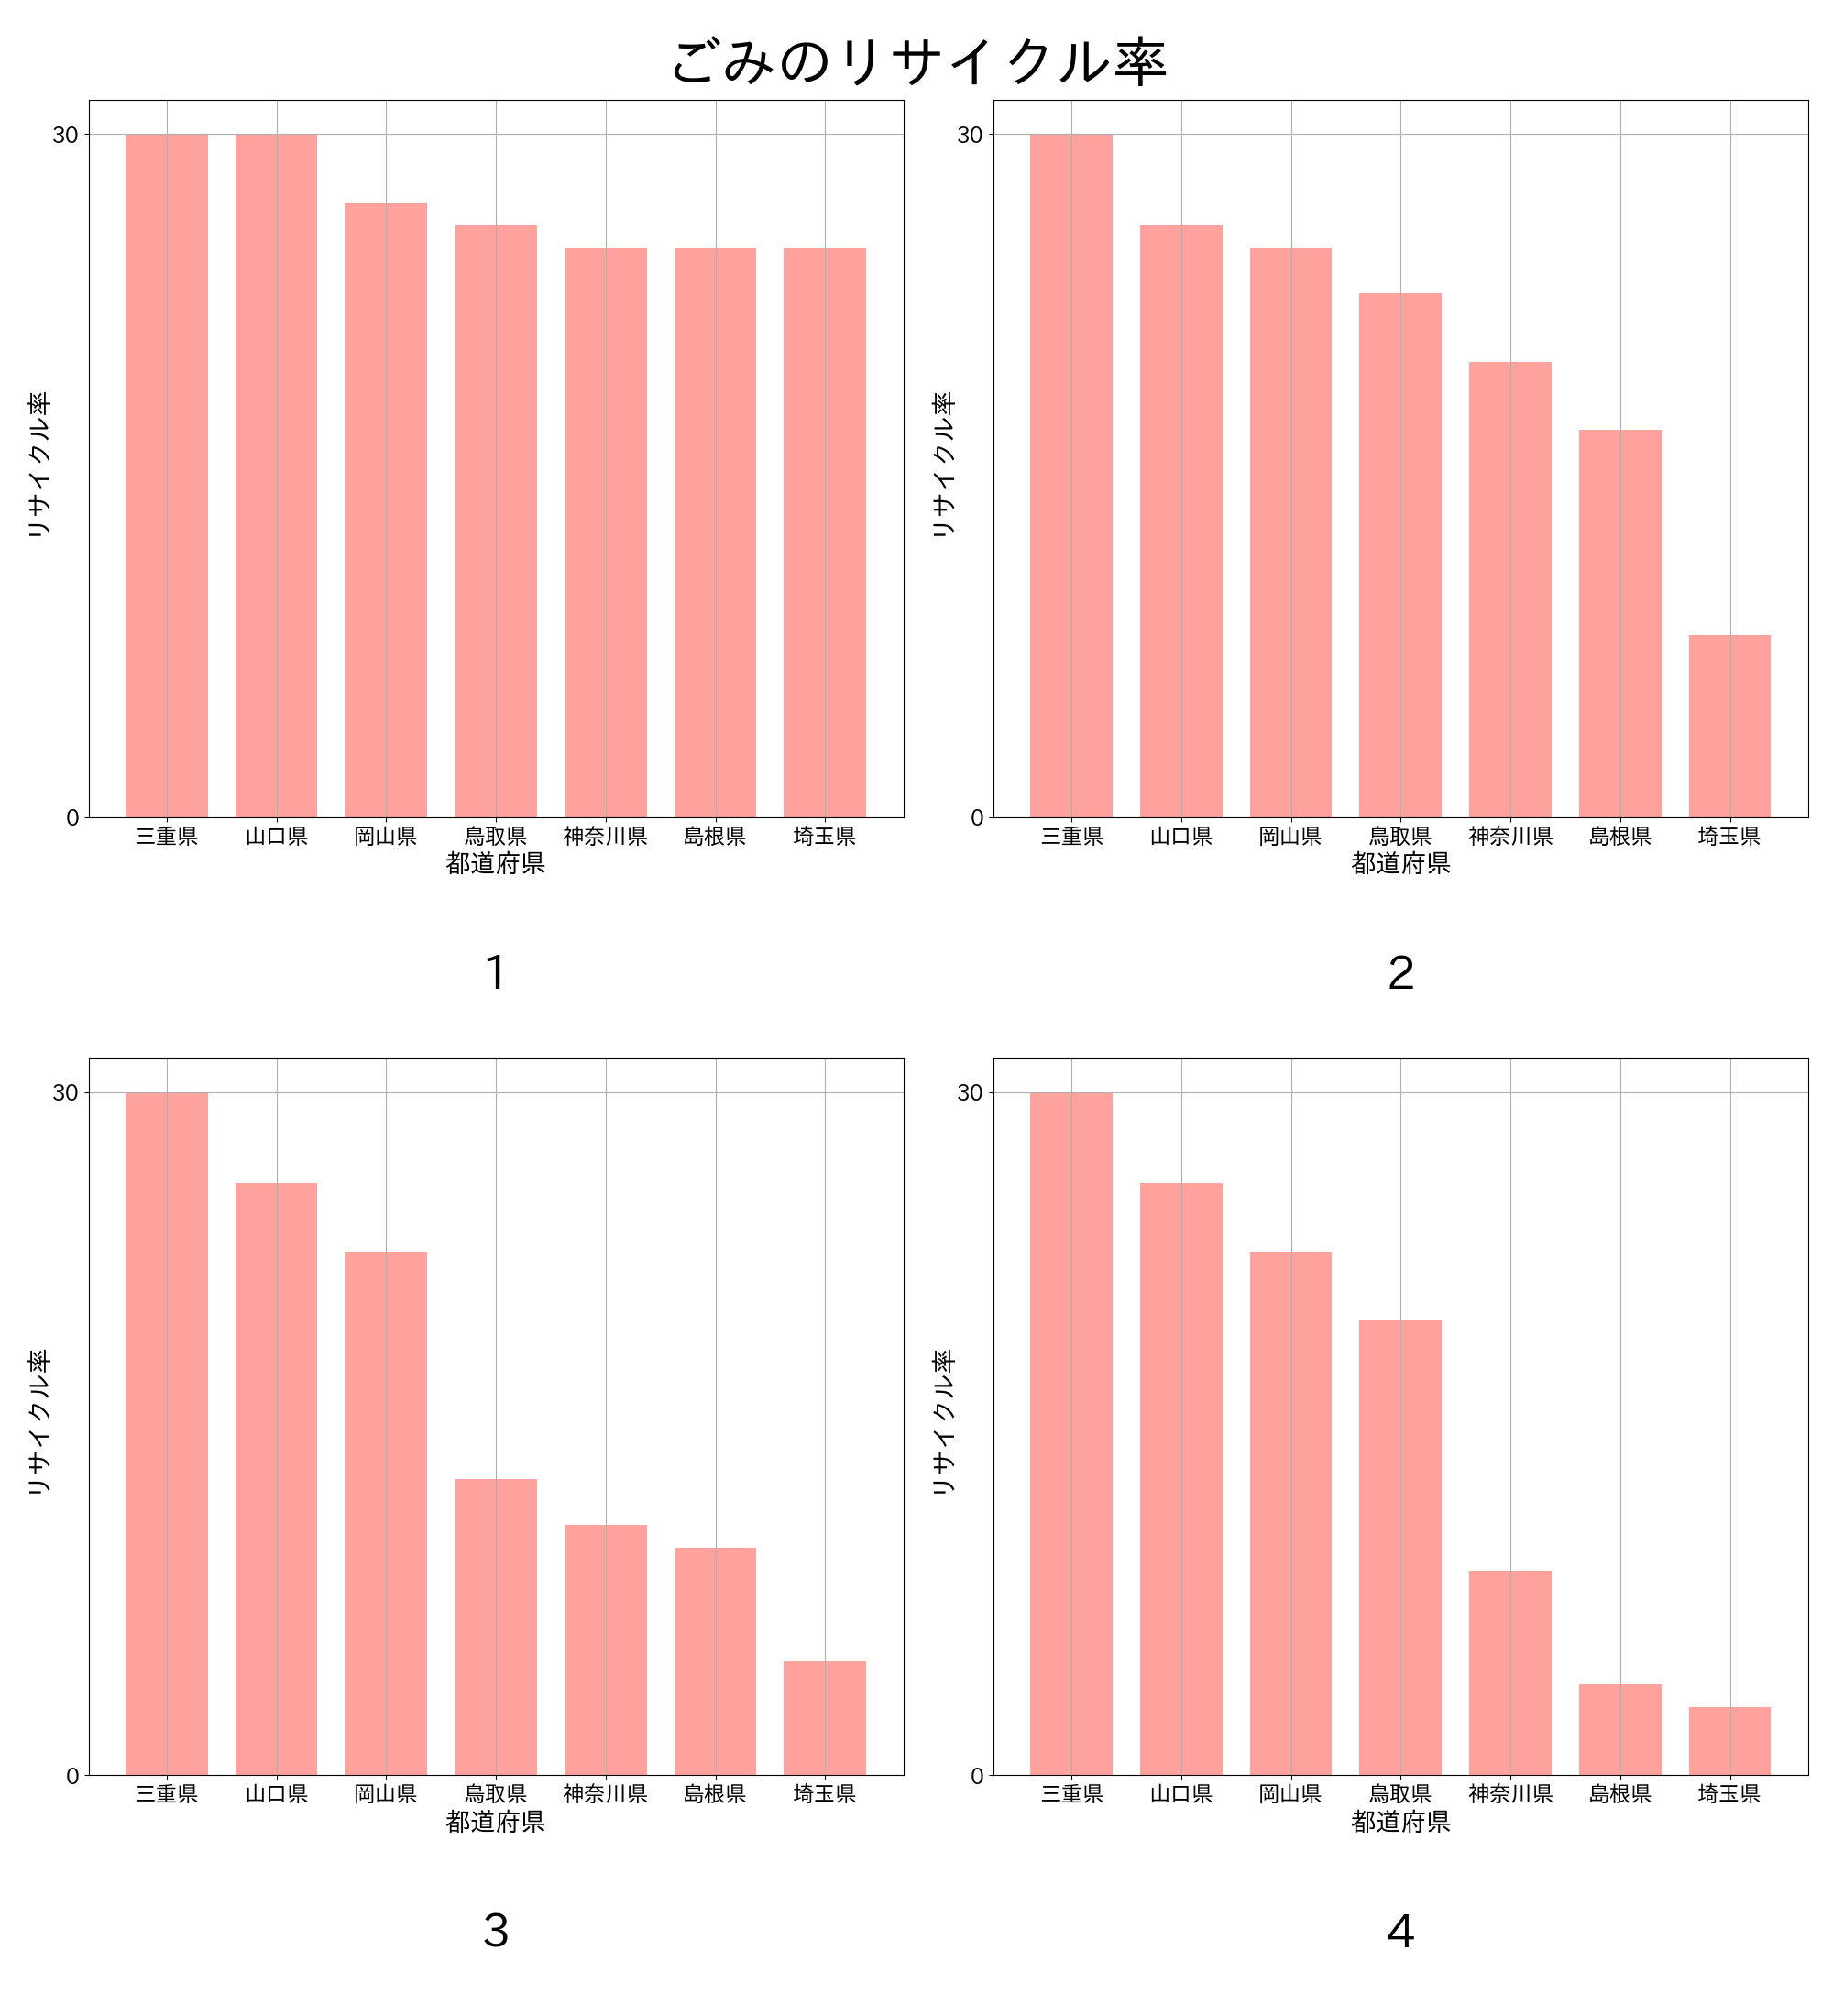 ごみのリサイクル率
30
0
リサイクル率
三重県 山口県 岡山県 鳥取県 神奈川県 島根県 埼玉県
都道府県
1
30
0
リサイクル率
三重県 山口県 岡山県 鳥取県 神奈川県 島根県 埼玉県
都道府県
2
30
0
リサイクル率
三重県 山口県 岡山県 鳥取県 神奈川県 島根県 埼玉県
都道府県
3
30
0
リサイクル率
三重県 山口県 岡山県 鳥取県 神奈川県 島根県 埼玉県
都道府県
4